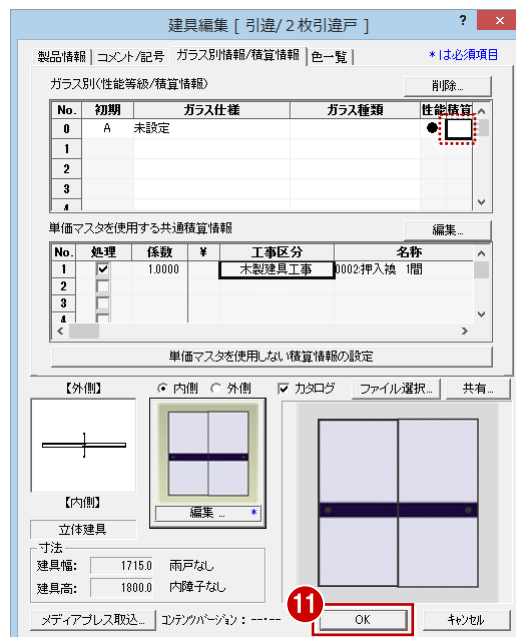 建具編集 [ 引違/２枚引違戸 ]
? ×
製品情報 コメント/記号 ガラス別情報/積算情報 色一覧 *は必須項目
ガラス別(性能等級/積算情報) 削除...
No. 初期 ガラス仕様 ガラス種類 性能 積算
0 A 未設定 ●
1
2
3
4
単価マスタを使用する共通積算情報 編集...
No. 処理 係数 ¥ 工事区分 名称
1 1.0000 木製建具工事 0002:押入襖 1間
2
3
4
単価マスタを使用しない積算情報の設定
【外側】 内側 外側 カタログ ファイル選択... 共有...
【内側】
編集 ... *
立体建具
寸法
建具幅: 1715.0 雨戸なし
建具高: 1800.0 内障子なし
11
メディアプレス取込... コンテンツバージョン：--･-- OK キャンセル